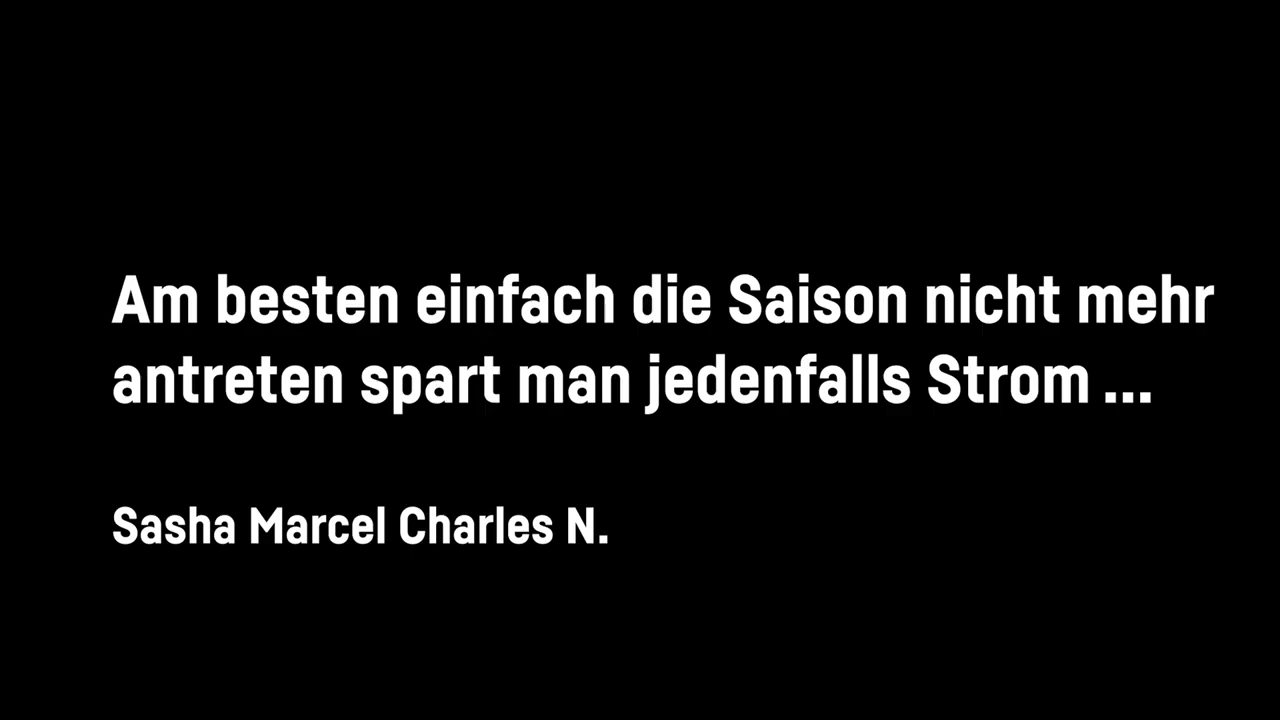 Am besten einfach die Saison nicht mehr
antreten spart man jedenfalls Strom ...
Sasha Marcel Charles N.